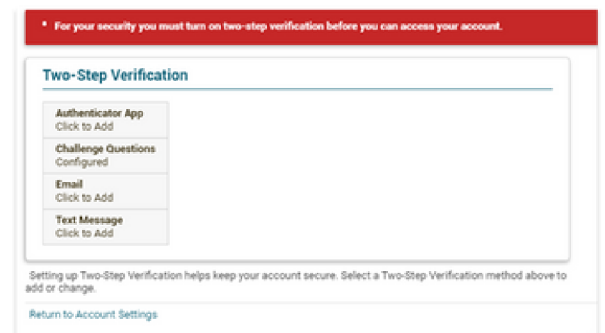 * For your security you must turn on two-step verification before you can access your account.
Two-Step Verification
Authenticator App
Click to Add
Challenge Questions
Configured
Email
Click to Add
Text Message
Click to Add
Setting up Two-Step Verification helps keep your account secure. Select a Two-Step Verification method above to
add or change.
Return to Account Settings